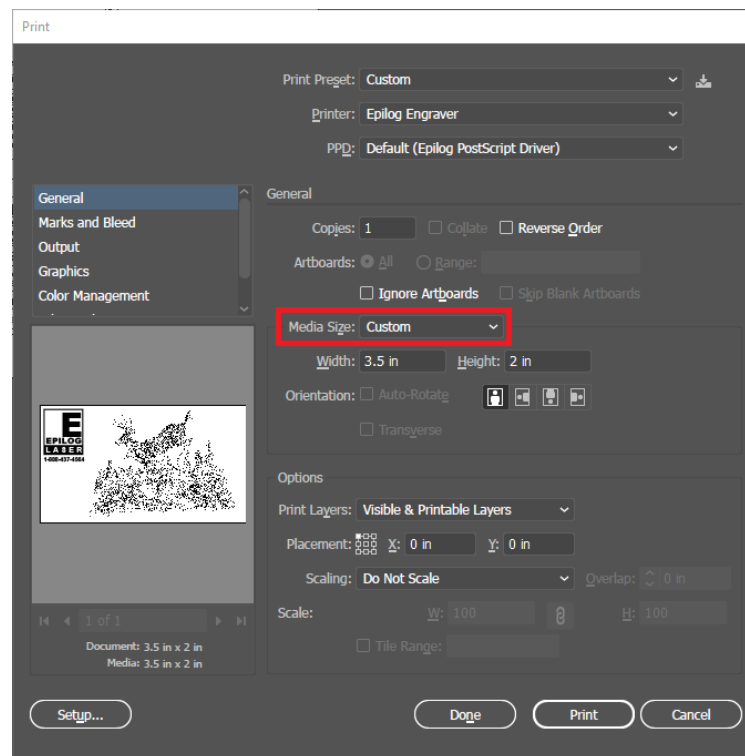 Print
Print Preset: Custom
Printer: Epilog Engraver
PPD: Default (Epilog PostScript Driver)
General
Marks and Bleed
Output
Graphics
Color Management
General
Copies: 1 Collate Reverse Order
Artboards: All Range:
Ignore Artboards Skip Blank Artboards
Media Size: Custom
Width: 3.5 in Height: 2 in
Orientation: Auto-Rotate
Transverse
Options
Print Layers: Visible & Printable Layers
Placement: X: 0 in Y: 0 in
Scaling: Do Not Scale Overlap: 0 in
Scale: W: 100 H: 100
Tile Range:
E
EPILOG
LASER
1-888-437-4564
1 of 1
Document: 3.5 in x 2 in
Media: 3.5 in x 2 in
Setup... Done Print Cancel